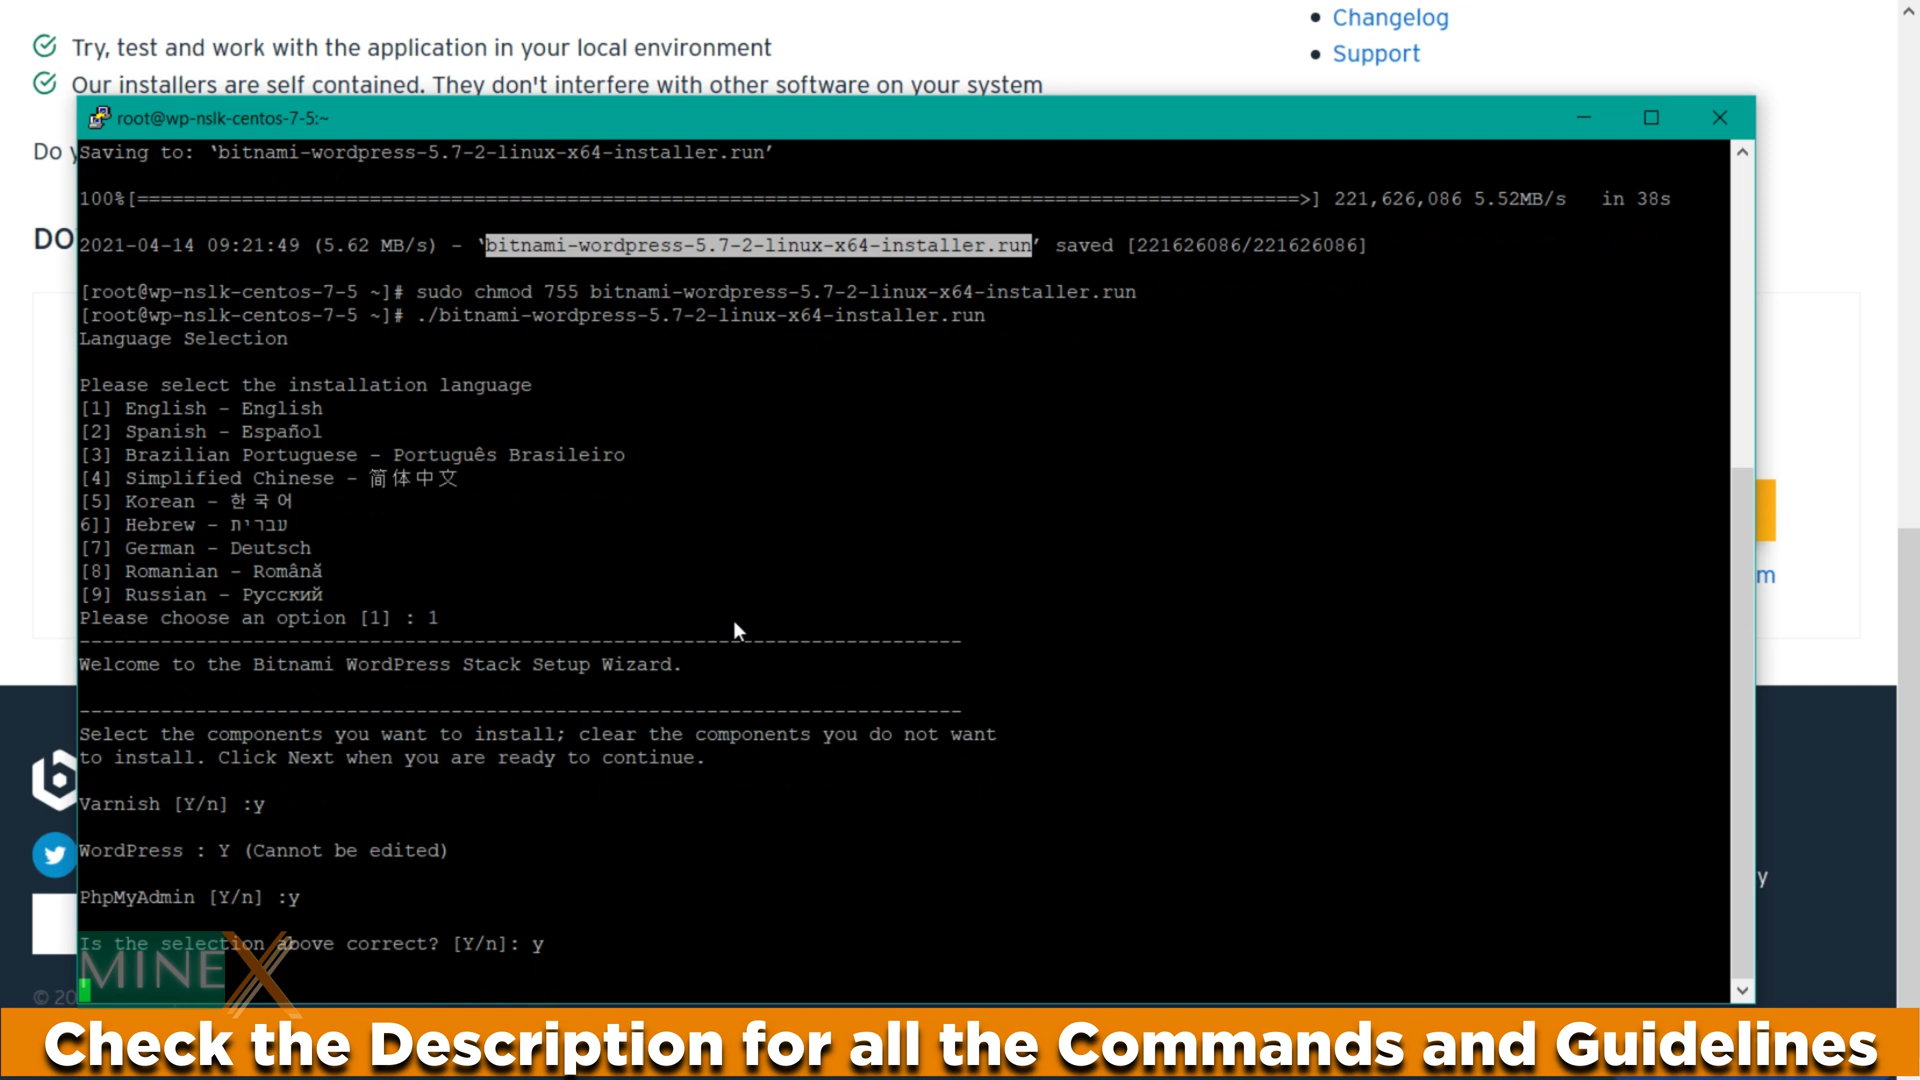 Changelog
Try, test and work with the application in your local environment
Support
Our installers are self contained. They don't interfere with other software on your system
root@wp-nslk-centos-7-5:~
Do y
Saving to: ‘bitnami-wordpress-5.7-2-linux-x64-installer.run’
100%[====================================================================================================>] 221,626,086 5.52MB/s   in 38s
DO
2021-04-14 09:21:49 (5.62 MB/s) - ‘bitnami-wordpress-5.7-2-linux-x64-installer.run’ saved [221626086/221626086]
[root@wp-nslk-centos-7-5 ~]# sudo chmod 755 bitnami-wordpress-5.7-2-linux-x64-installer.run
[root@wp-nslk-centos-7-5 ~]# ./bitnami-wordpress-5.7-2-linux-x64-installer.run
Language Selection
Please select the installation language
[1] English - English
[2] Spanish - Español
[3] Brazilian Portuguese - Português Brasileiro
[4] Simplified Chinese - 简体中文
[5] Korean - 한국어
6]] Hebrew - עברית
[7] German - Deutsch
[8] Romanian - Română
[9] Russian - Русский
m
Please choose an option [1] : 1
----------------------------------------------------------------------------
Welcome to the Bitnami WordPress Stack Setup Wizard.
----------------------------------------------------------------------------
Select the components you want to install; clear the components you do not want
to install. Click Next when you are ready to continue.
Varnish [Y/n] :y
WordPress : Y (Cannot be edited)
y
PhpMyAdmin [Y/n] :y
Is the selection above correct? [Y/n]: y
MINEX
© 20
Check the Description for all the Commands and Guidelines